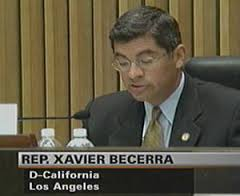 REP. XAVIER BECERRA
D-California
Los Angeles